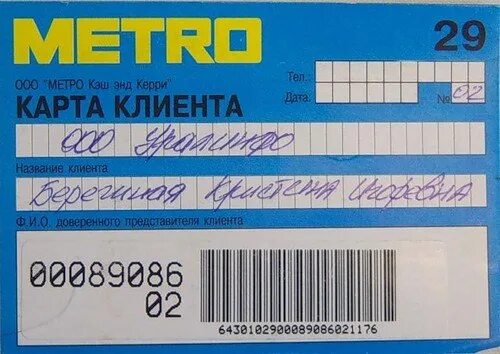 METRO
29
ООО "МЕТРО Кэш энд Керри"
Тел.:
КАРТА КЛИЕНТА
Дата.
№ 02
ООО Уралинфо
Название клиента
Берегиная Кристина Игоревна
Ф.И.О. доверенного представителя клиента
00089086
02
6430102900089086021176